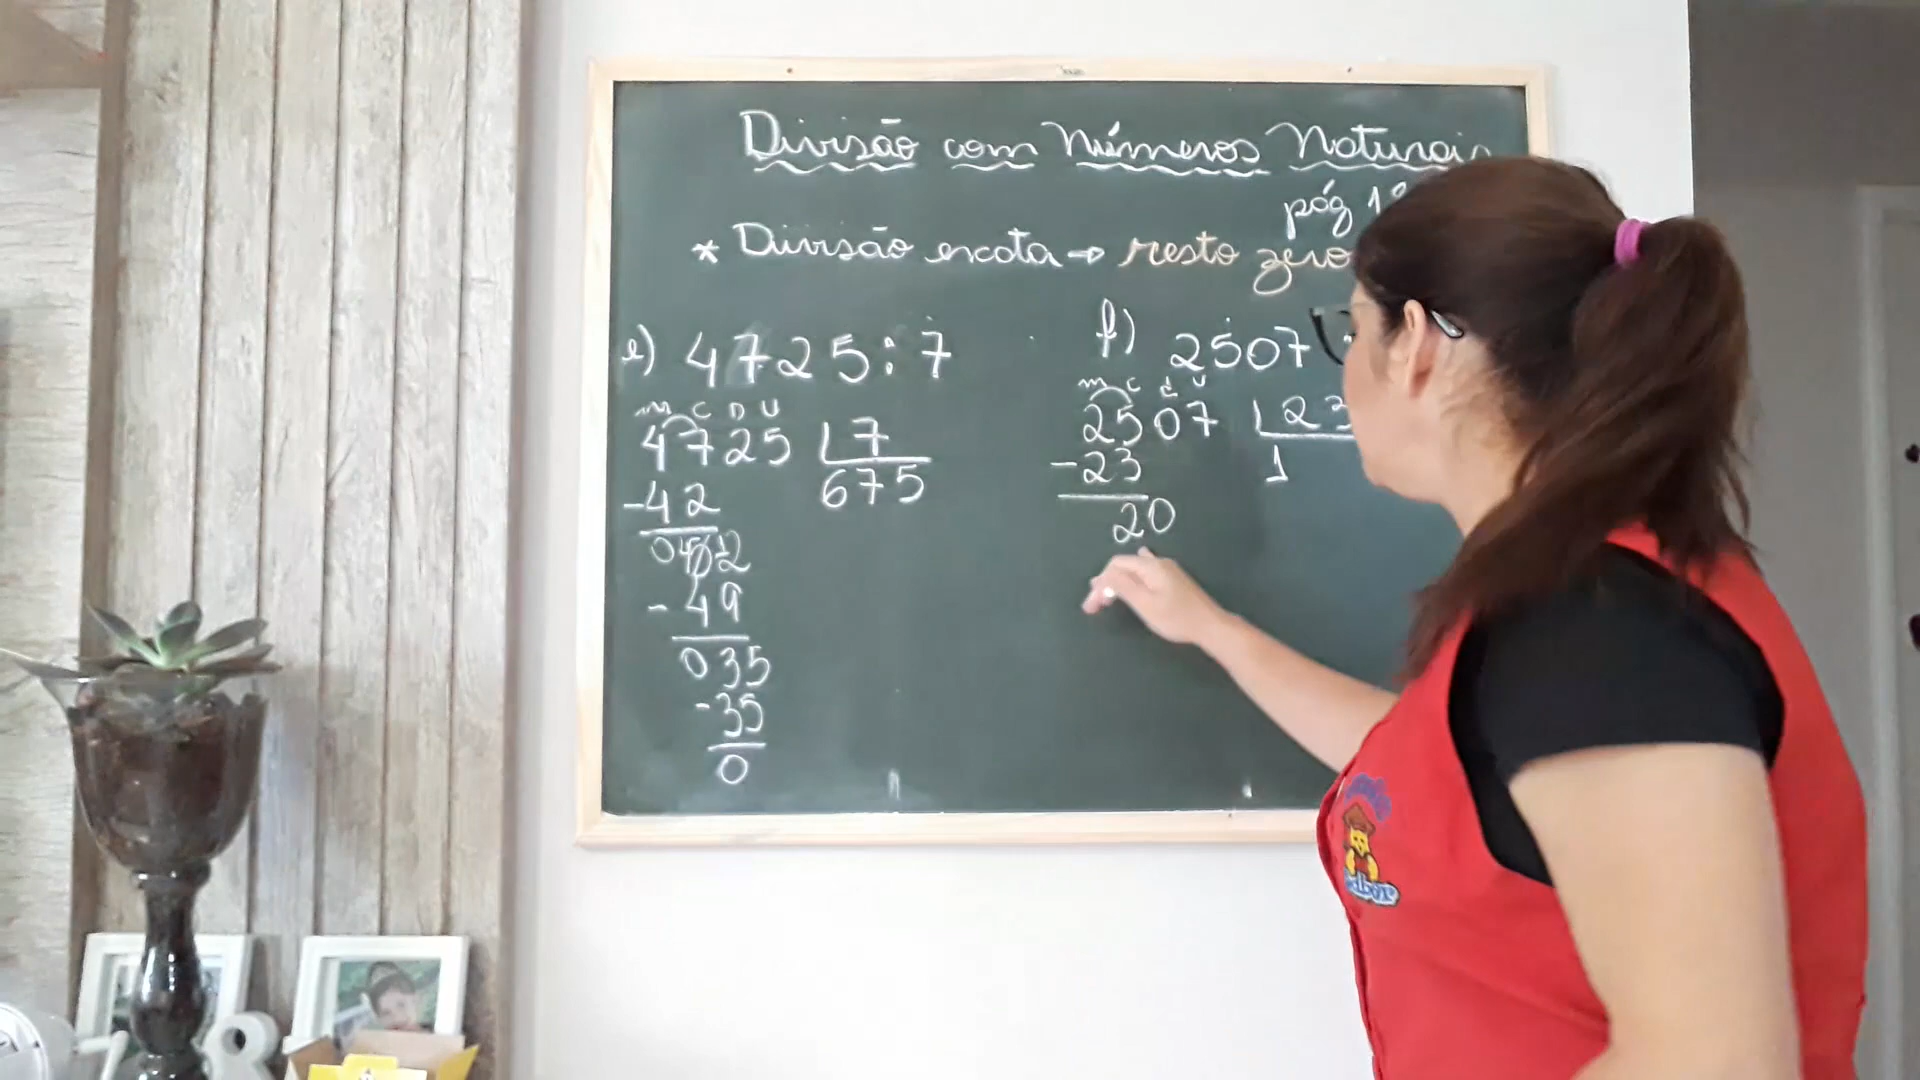 Divisão com Números Naturais
pág
* Divisão exata → resto zero
e) 4725:7
m c D U
4725 7
-42 675
052
- 49
035
-35
0
f) 2507
m c d u
2507 23
-23 1
20